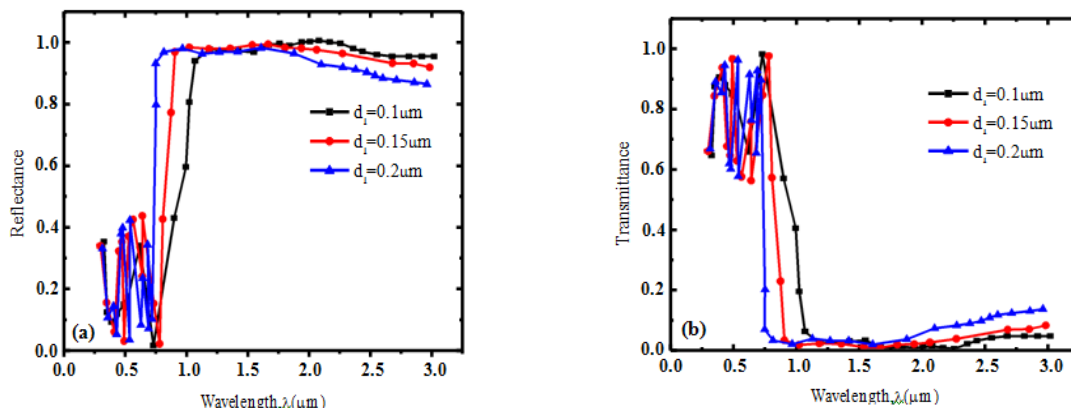 Reflectance
1.0
0.8
0.6
0.4
0.2
0.0
d₁=0.1um
d₁=0.15um
d₁=0.2um
(a)
0.0 0.5 1.0 1.5 2.0 2.5 3.0
Wavelength,λ(μm)
Transmittance
1.0
0.8
0.6
0.4
0.2
0.0
d₁=0.1um
d₁=0.15um
d₁=0.2um
(b)
0.0 0.5 1.0 1.5 2.0 2.5 3.0
Wavelength,λ(μm)